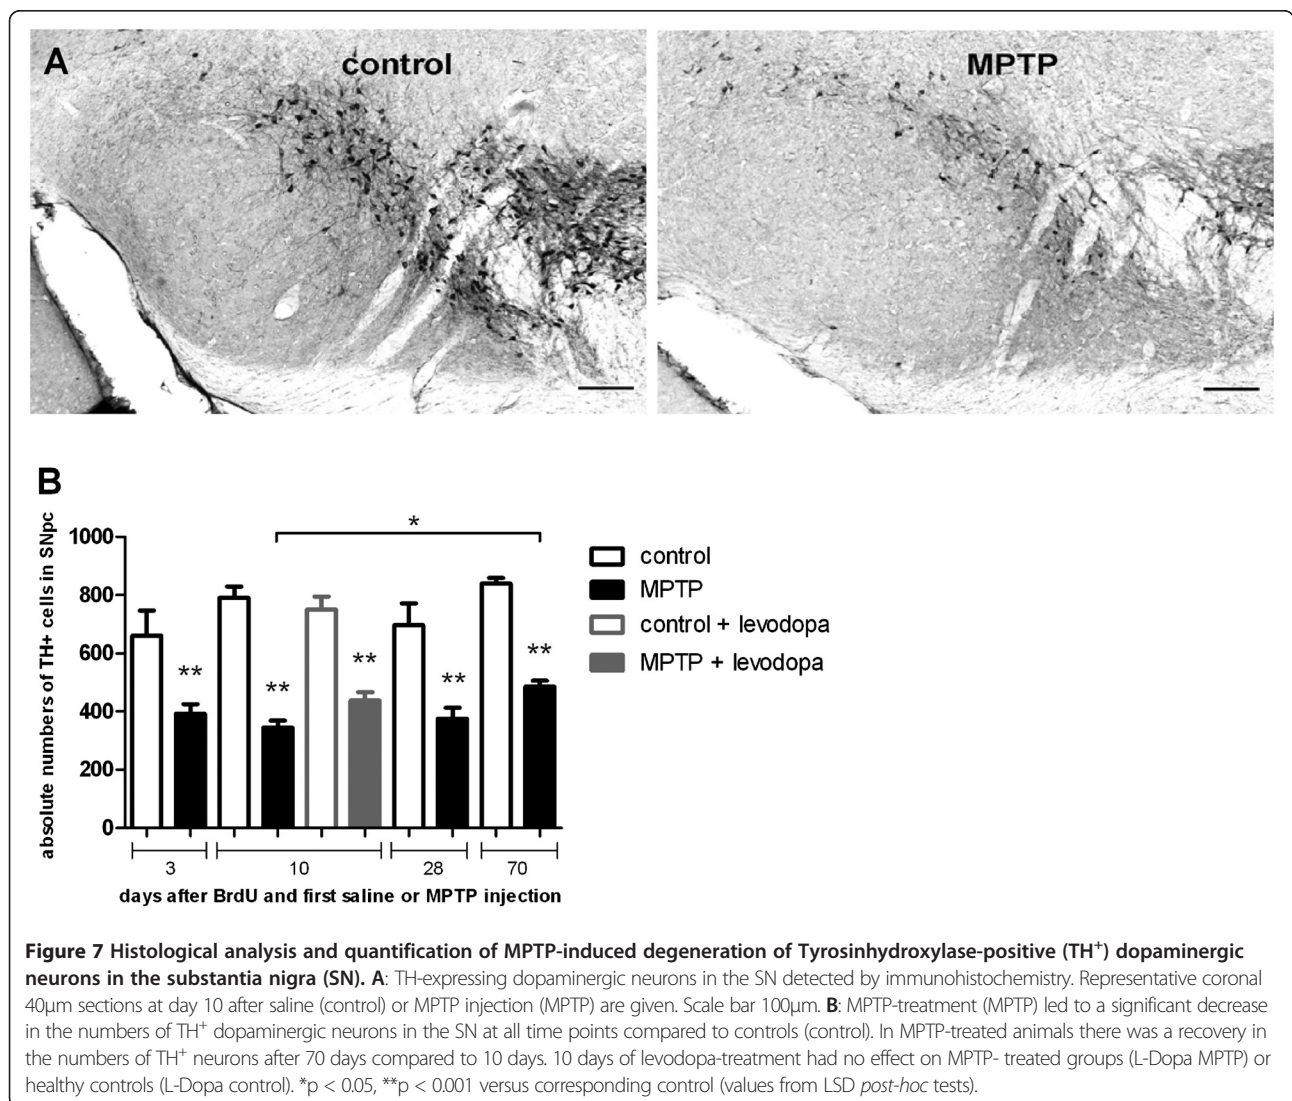 A
control
MPTP
B
absolute numbers of TH+ cells in SNpc
1000
800
600
400
200
0
*
**
**
**
**
**
control
MPTP
control + levodopa
MPTP + levodopa
3
10
28
70
days after BrdU and first saline or MPTP injection
Figure 7 Histological analysis and quantification of MPTP-induced degeneration of Tyrosinhydroxylase-positive (TH⁺) dopaminergic
neurons in the substantia nigra (SN). A: TH-expressing dopaminergic neurons in the SN detected by immunohistochemistry. Representative coronal
40μm sections at day 10 after saline (control) or MPTP injection (MPTP) are given. Scale bar 100μm. B: MPTP-treatment (MPTP) led to a significant decrease
in the numbers of TH⁺ dopaminergic neurons in the SN at all time points compared to controls (control). In MPTP-treated animals there was a recovery in
the numbers of TH⁺ neurons after 70 days compared to 10 days. 10 days of levodopa-treatment had no effect on MPTP- treated groups (L-Dopa MPTP) or
healthy controls (L-Dopa control). *p < 0.05, **p < 0.001 versus corresponding control (values from LSD post-hoc tests).